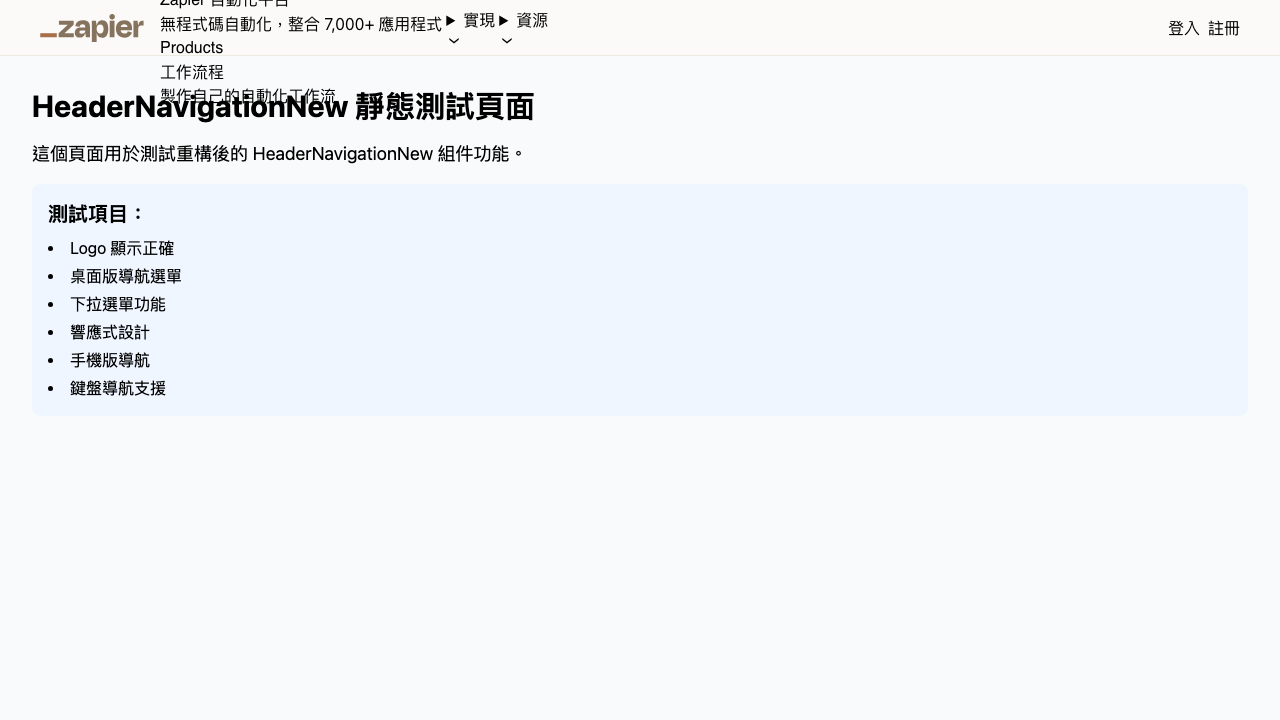 zapier
Zapier 自動化平台
無程式碼自動化，整合 7,000+ 應用程式
Products
工作流程
製作自己的自動化工作流
實現
資源
登入
註冊
HeaderNavigationNew 靜態測試頁面
這個頁面用於測試重構後的 HeaderNavigationNew 組件功能。
測試項目：
Logo 顯示正確
桌面版導航選單
下拉選單功能
響應式設計
手機版導航
鍵盤導航支援